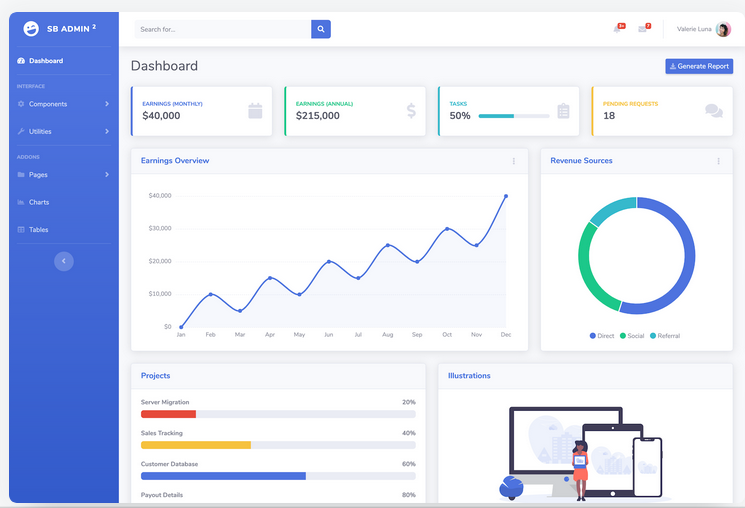 SB ADMIN 2
Dashboard
INTERFACE
Components
Utilities
ADDONS
Pages
Charts
Tables
Search for...
3+
7
Valerie Luna
Dashboard
Generate Report
EARNINGS (MONTHLY)
$40,000
EARNINGS (ANNUAL)
$215,000
TASKS
50%
PENDING REQUESTS
18
Earnings Overview
$40,000
$30,000
$20,000
$10,000
$0
Jan Feb Mar Apr May Jun Jul Aug Sep Oct Nov Dec
Revenue Sources
Direct Social Referral
Projects
Server Migration 20%
Sales Tracking 40%
Customer Database 60%
Payout Details 80%
Illustrations